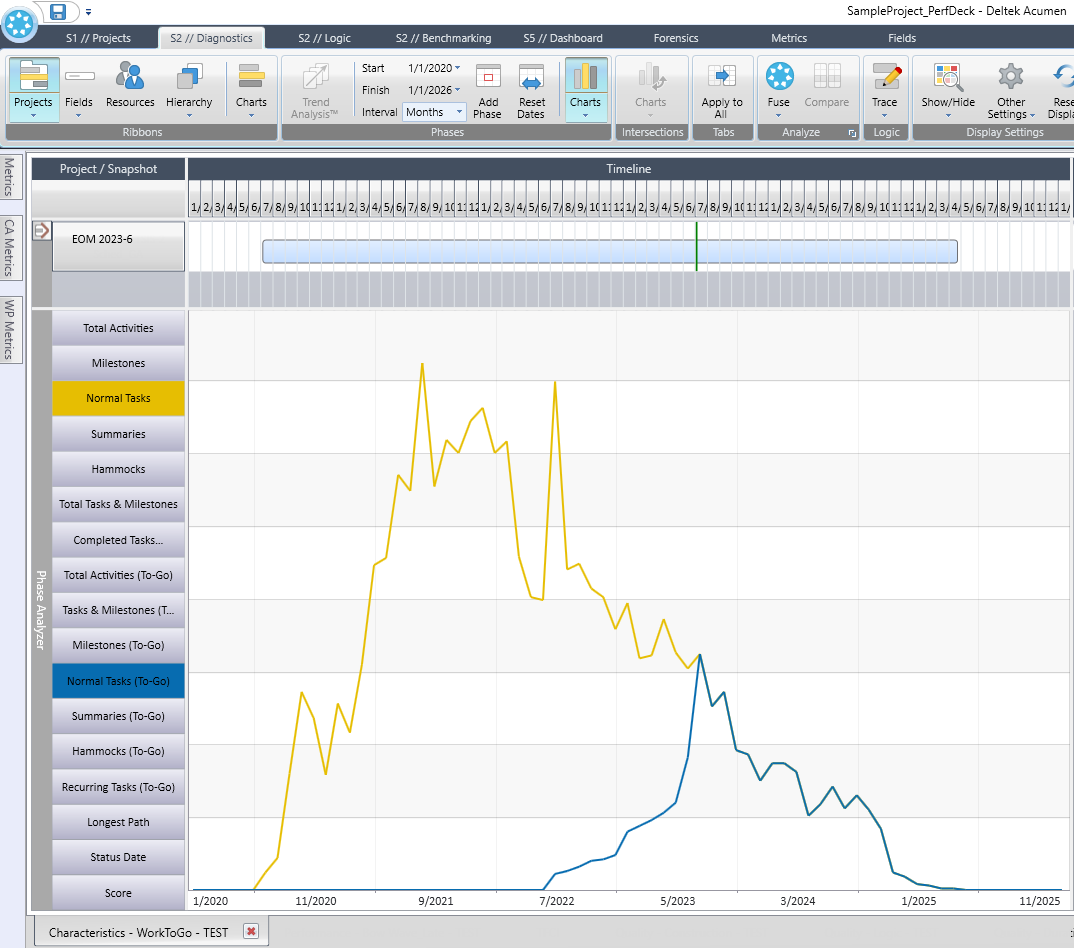 SampleProject_PerfDeck - Deltek Acumen
S1 // Projects S2 // Diagnostics S2 // Logic S2 // Benchmarking S5 // Dashboard Forensics Metrics Fields
Start 1/1/2020
Finish 1/1/2026
Interval Months
Projects Fields Resources Hierarchy Charts Trend Analysis™ Add Phase Reset Dates Charts Charts Apply to All Fuse Compare Trace Show/Hide Other Settings
Ribbons Phases Intersections Tabs Analyze Logic Display Settings
Metrics
CA Metrics
WP Metrics
Project / Snapshot Timeline
EOM 2023-6
Phase Analyzer
Total Activities
Milestones
Normal Tasks
Summaries
Hammocks
Total Tasks & Milestones
Completed Tasks...
Total Activities (To-Go)
Tasks & Milestones (T...
Milestones (To-Go)
Normal Tasks (To-Go)
Summaries (To-Go)
Hammocks (To-Go)
Recurring Tasks (To-Go)
Longest Path
Status Date
Score
1/2020 11/2020 9/2021 7/2022 5/2023 3/2024 1/2025 11/2025
Characteristics - WorkToGo - TEST